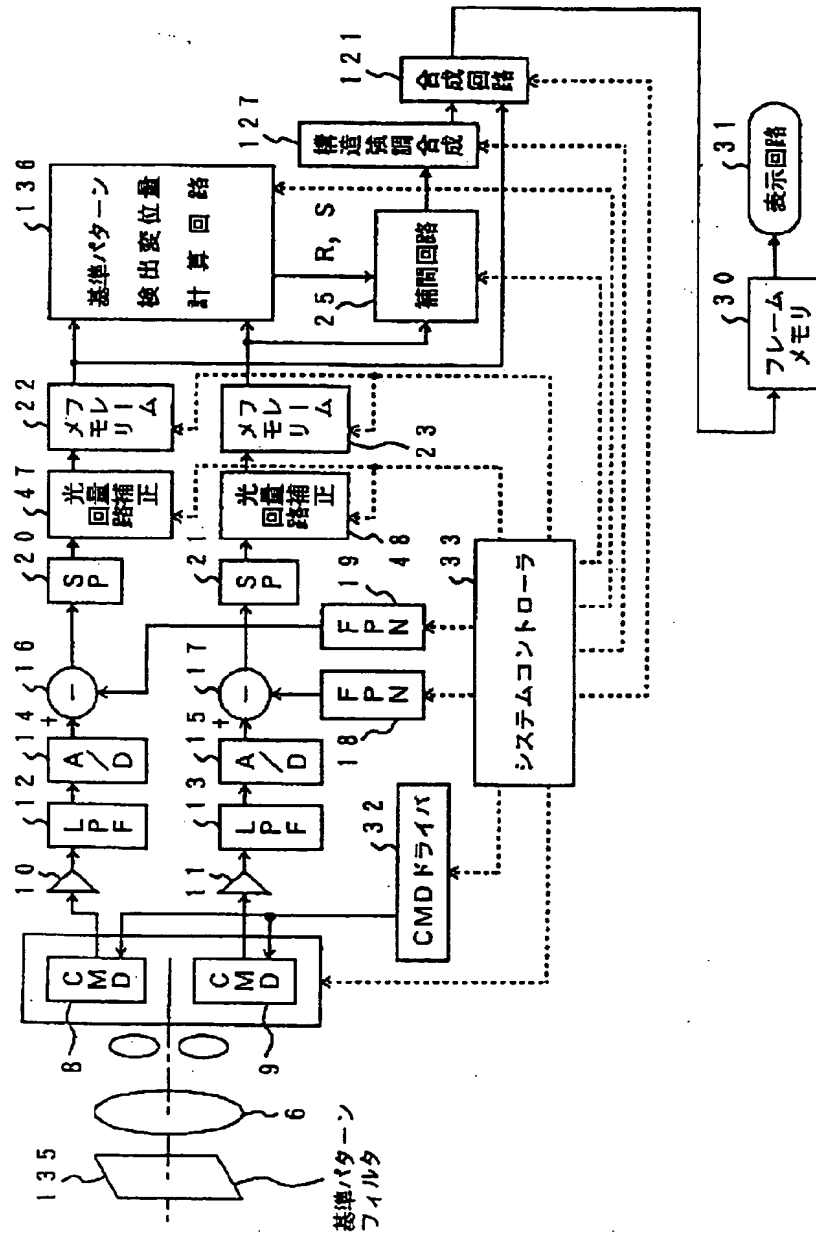 135
基準パターン
フィルタ
6
8
CMD
9
CMD
10
11
12
LPF
13
LPF
14
A/D
15
A/D
+
16
−
+
17
−
18
FPN
19
FPN
20
SP
21
SP
47
光量補正
回路
48
光量補正
回路
22
フレーム
メモリ
23
フレーム
メモリ
136
基準パターン
検出変位量
計算回路
R, S
25
補間回路
127
構造強調合成
121
合成回路
30
フレーム
メモリ
31
表示回路
32
CMDドライバ
33
システムコントローラ